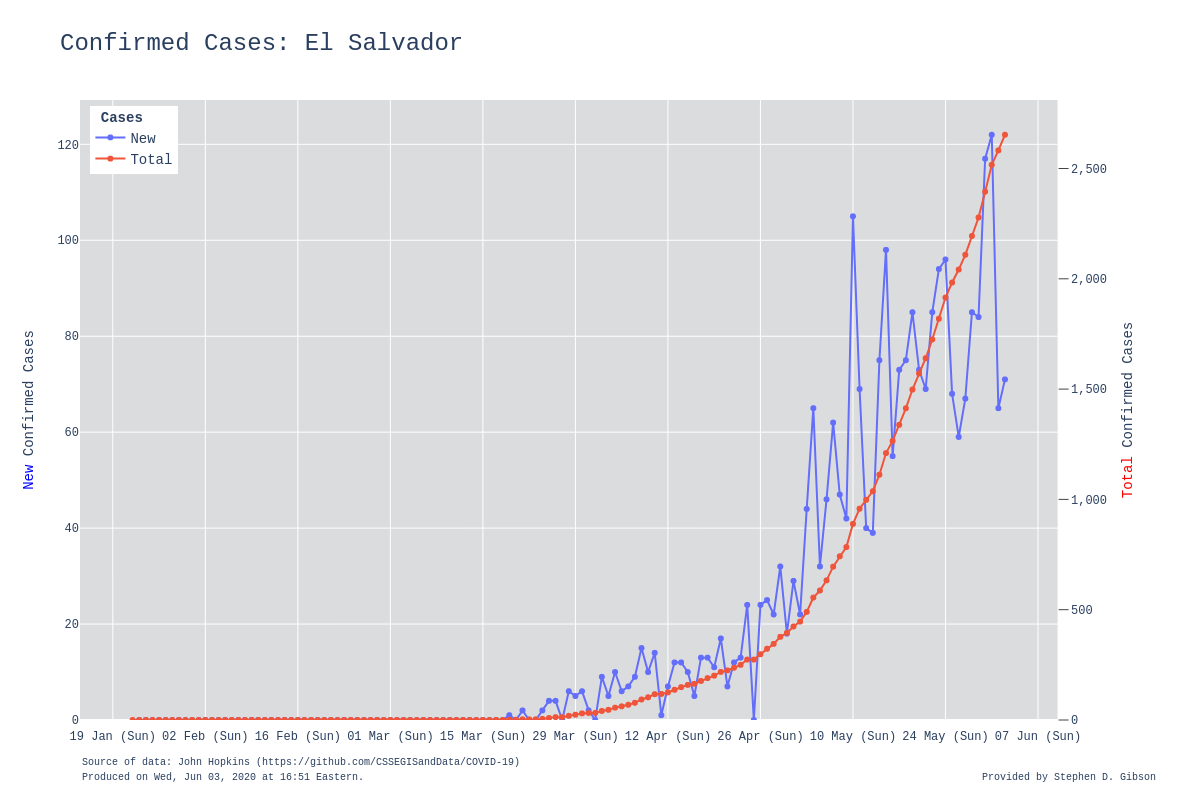 Confirmed Cases: El Salvador
Cases
New
Total
120
100
80
60
40
20
0
2,500
2,000
1,500
1,000
500
0
New Confirmed Cases
Total Confirmed Cases
19 Jan (Sun) 02 Feb (Sun) 16 Feb (Sun) 01 Mar (Sun) 15 Mar (Sun) 29 Mar (Sun) 12 Apr (Sun) 26 Apr (Sun) 10 May (Sun) 24 May (Sun) 07 Jun (Sun)
Source of data: John Hopkins (https://github.com/CSSEGISandData/COVID-19)
Produced on Wed, Jun 03, 2020 at 16:51 Eastern.
Provided by Stephen D. Gibson